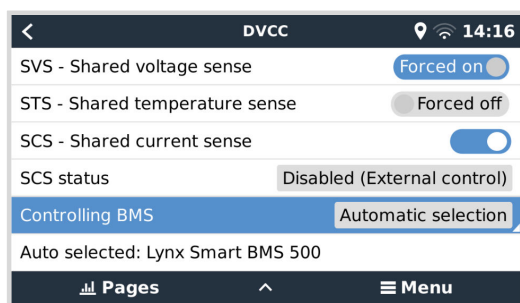 DVCC 14:16
SVS - Shared voltage sense Forced on
STS - Shared temperature sense Forced off
SCS - Shared current sense
SCS status Disabled (External control)
Controlling BMS Automatic selection
Auto selected: Lynx Smart BMS 500
Pages Menu